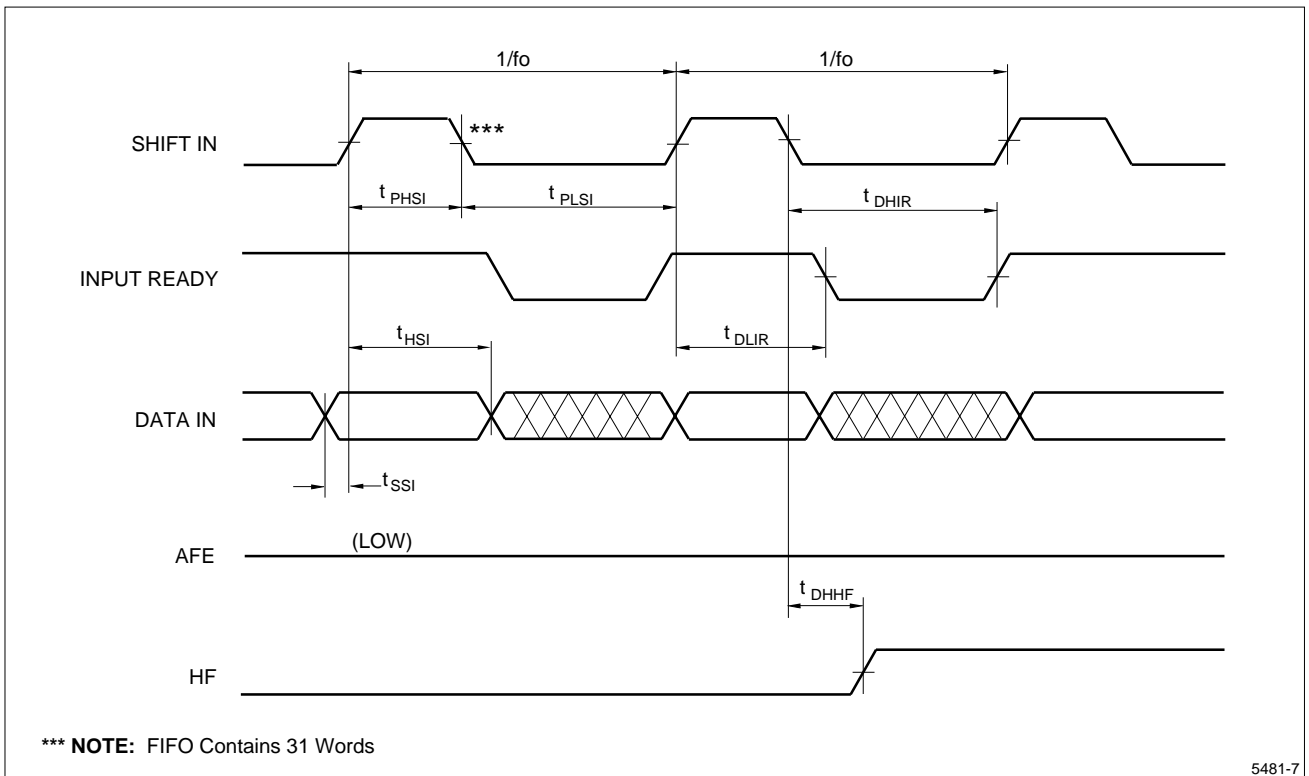 1/fo 1/fo
SHIFT IN
***
t PHSI t PLSI t DHIR
INPUT READY
t HSI t DLIR
DATA IN
t SSI
(LOW)
AFE
t DHHF
HF
*** NOTE: FIFO Contains 31 Words
5481-7